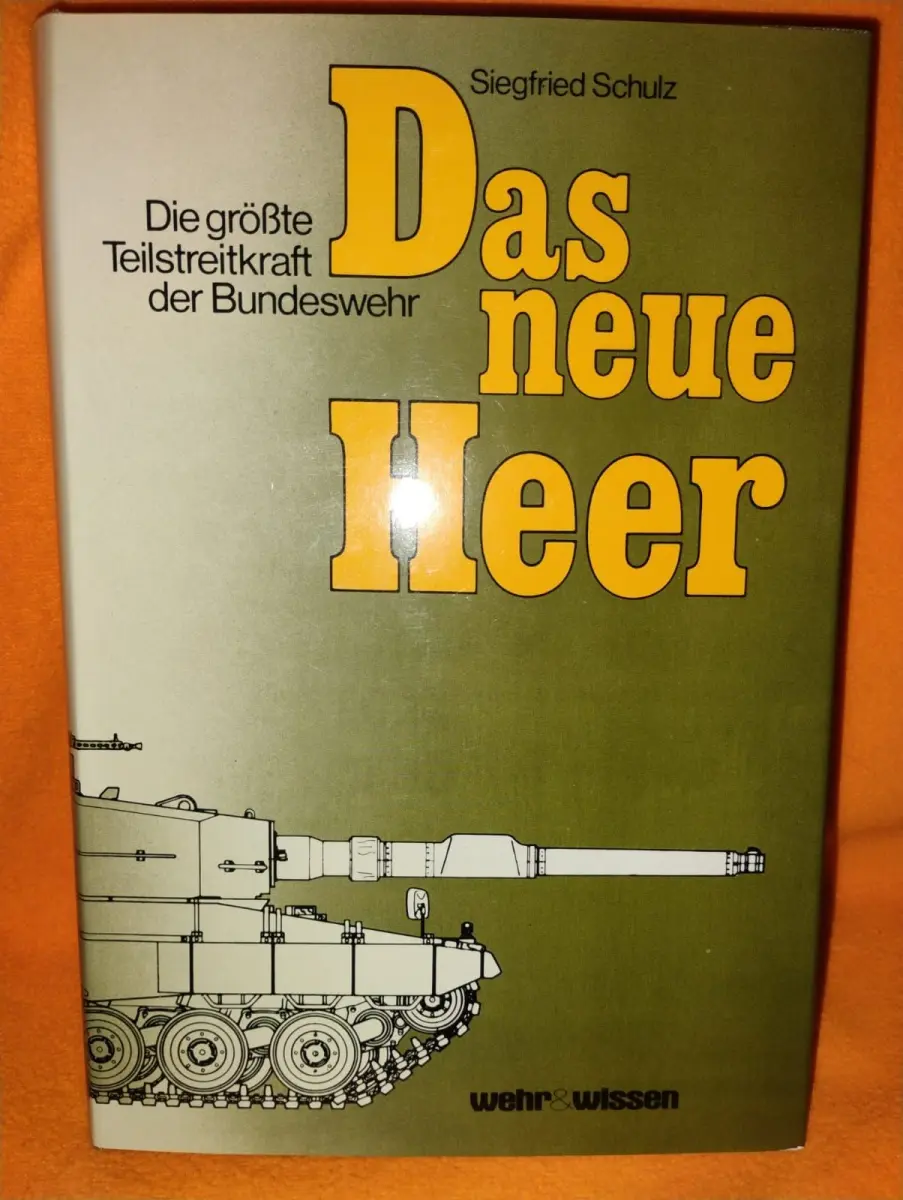 Siegfried Schulz
Das
neue
Heer
Die größte
Teilstreitkraft
der Bundeswehr
wehr&wissen